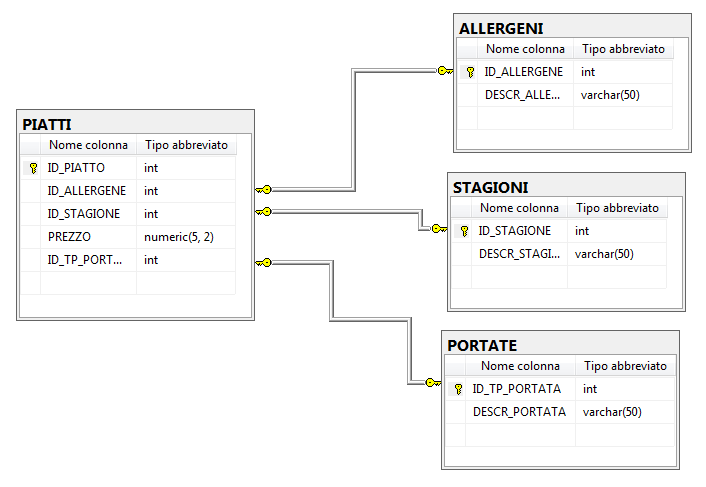 PIATTI
Nome colonna Tipo abbreviato
ID_PIATTO int
ID_ALLERGENE int
ID_STAGIONE int
PREZZO numeric(5, 2)
ID_TP_PORT... int
ALLERGENI
Nome colonna Tipo abbreviato
ID_ALLERGENE int
DESCR_ALLE... varchar(50)
STAGIONI
Nome colonna Tipo abbreviato
ID_STAGIONE int
DESCR_STAGI... varchar(50)
PORTATE
Nome colonna Tipo abbreviato
ID_TP_PORTATA int
DESCR_PORTATA varchar(50)